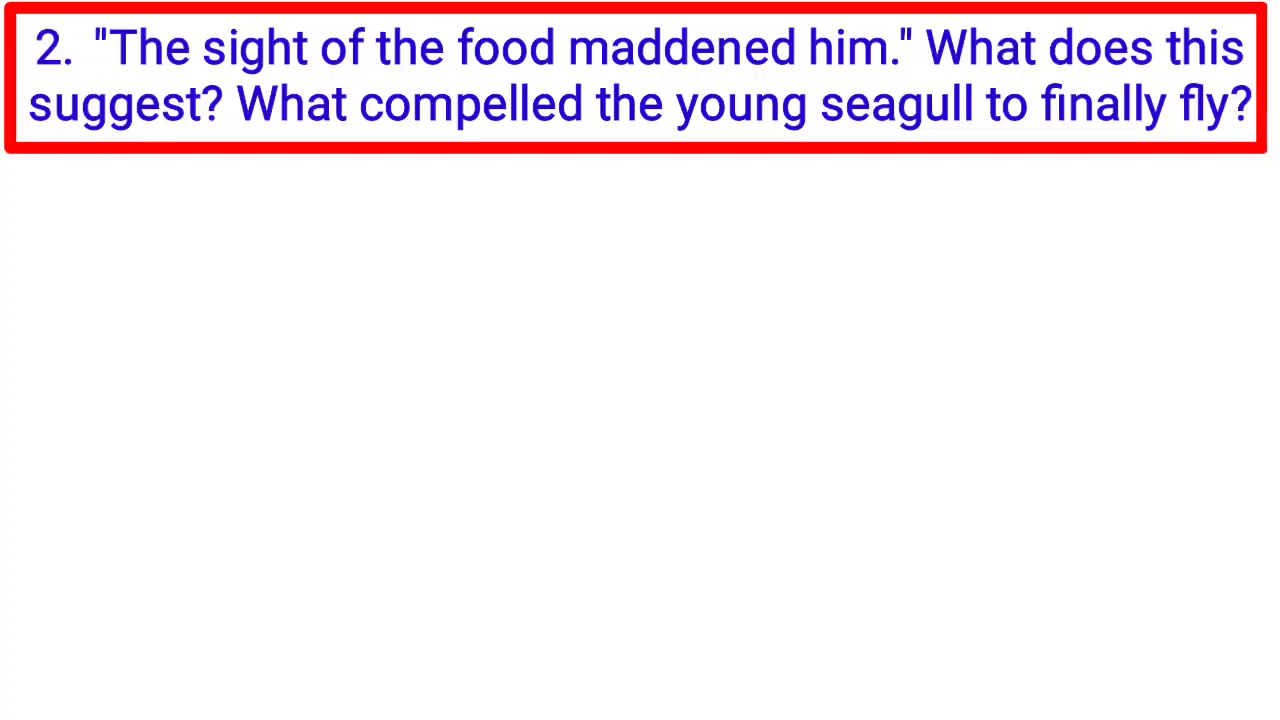 2. "The sight of the food maddened him." What does this
suggest? What compelled the young seagull to finally fly?